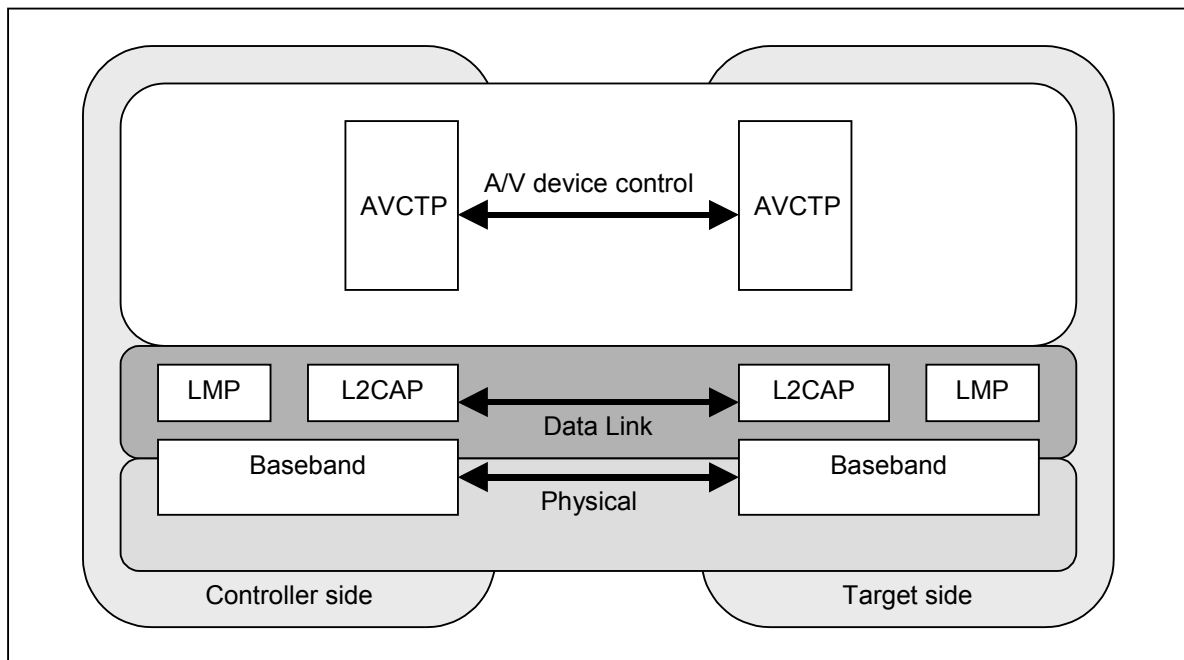 A/V device control
AVCTP
AVCTP
LMP
L2CAP
L2CAP
LMP
Data Link
Baseband
Baseband
Physical
Controller side
Target side